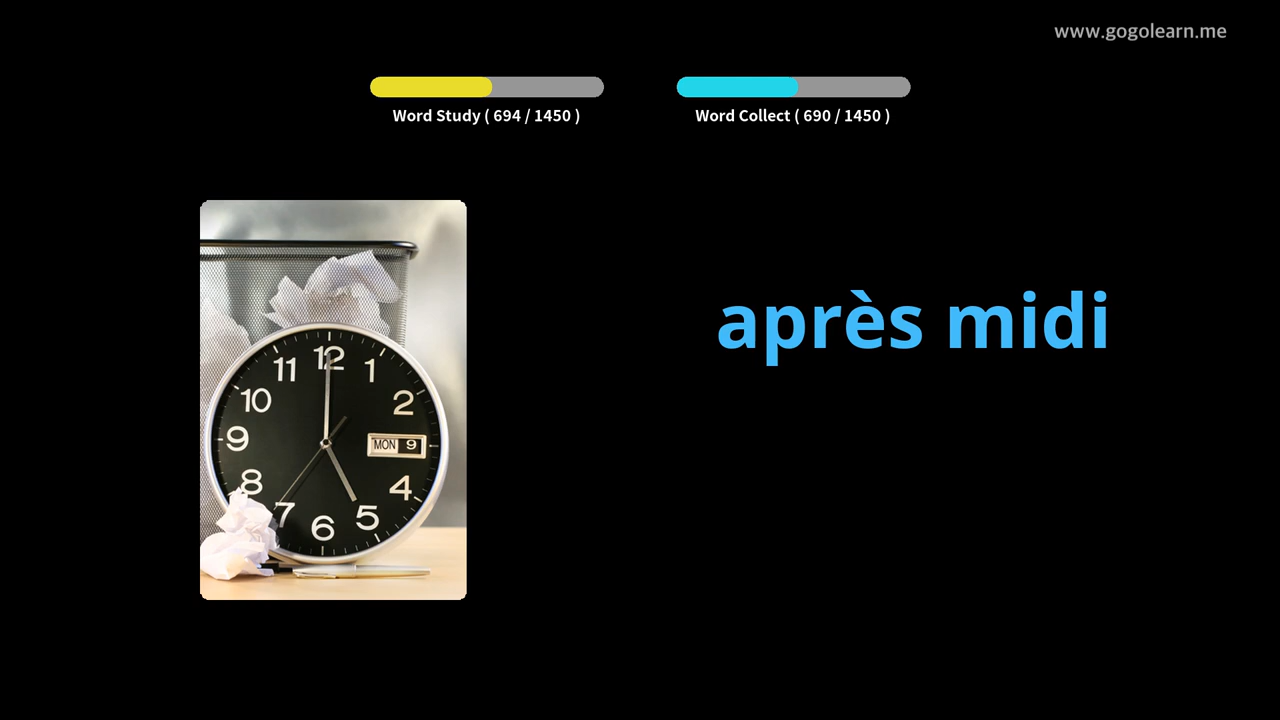 www.gogolearn.me
Word Study ( 694 / 1450 )
Word Collect ( 690 / 1450 )
après midi
12
11
1
10
2
9
MON 9
8
4
7
5
6